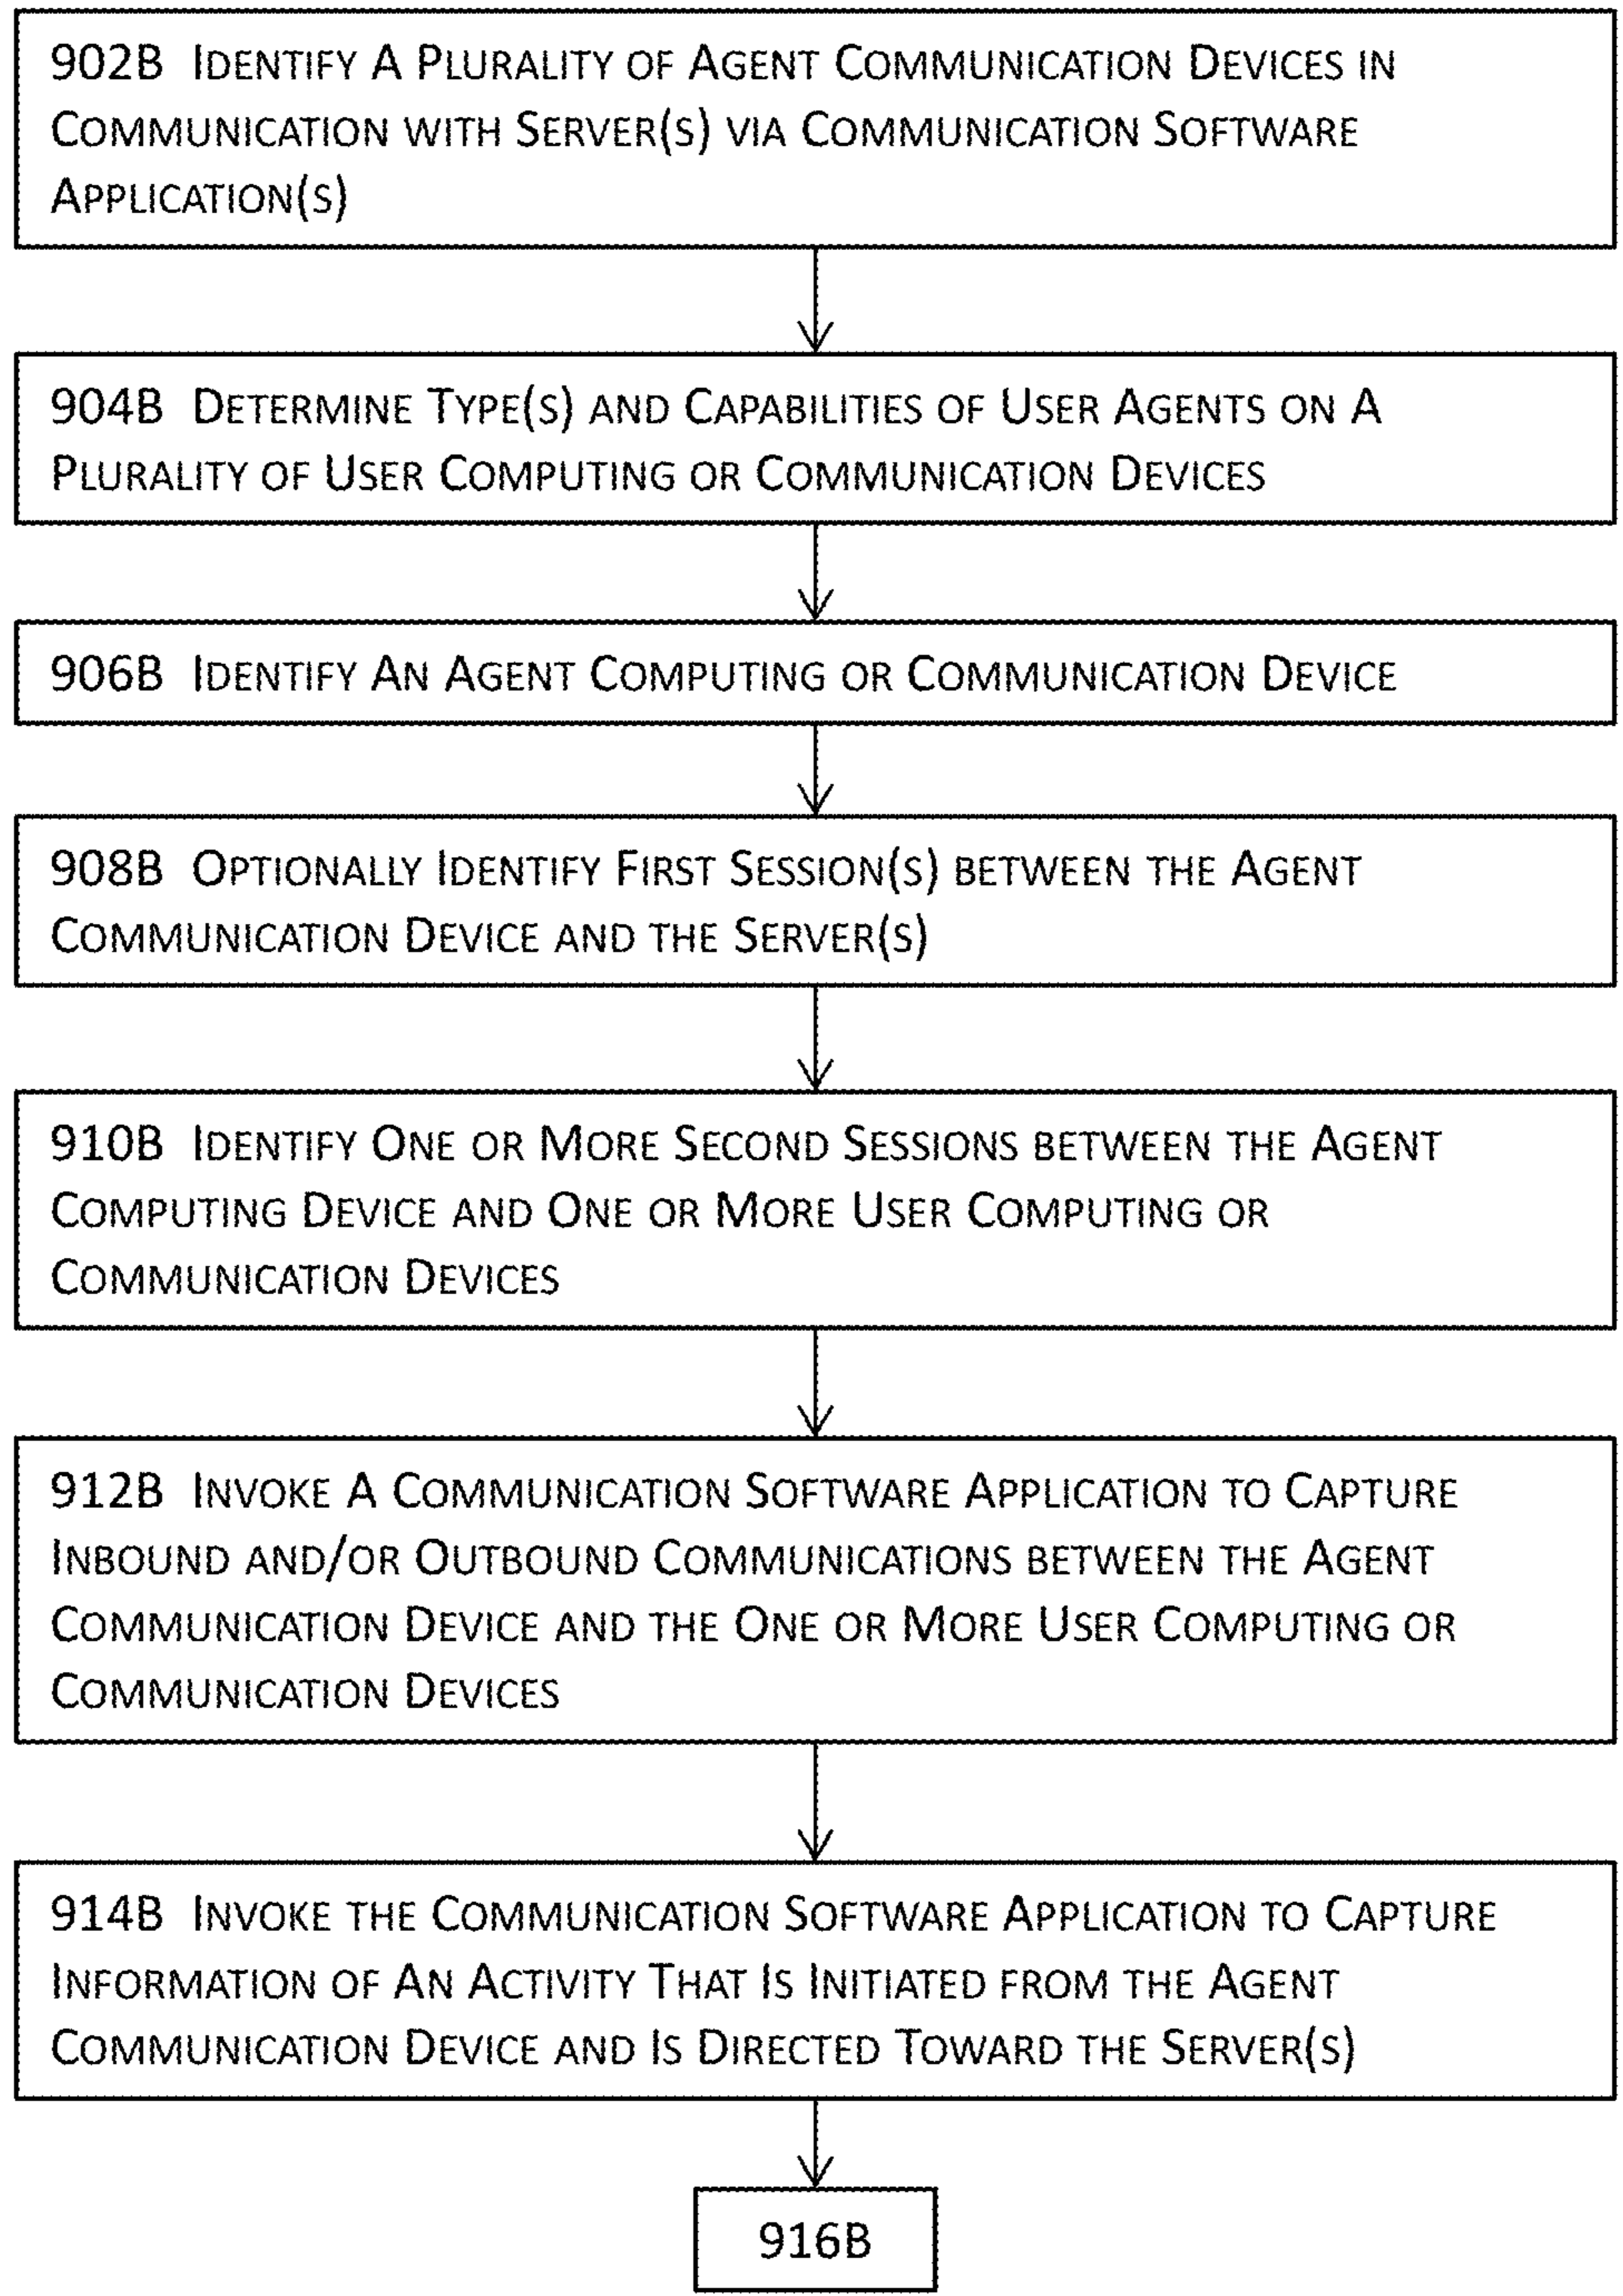 902B Identify A Plurality of Agent Communication Devices in
Communication with Server(s) via Communication Software
Application(s)
904B Determine Type(s) and Capabilities of User Agents on A
Plurality of User Computing or Communication Devices
906B Identify An Agent Computing or Communication Device
908B Optionally Identify First Session(s) between the Agent
Communication Device and the Server(s)
910B Identify One or More Second Sessions between the Agent
Computing Device and One or More User Computing or
Communication Devices
912B Invoke A Communication Software Application to Capture
Inbound and/or Outbound Communications between the Agent
Communication Device and the One or More User Computing or
Communication Devices
914B Invoke the Communication Software Application to Capture
Information of An Activity That Is Initiated from the Agent
Communication Device and Is Directed Toward the Server(s)
916B